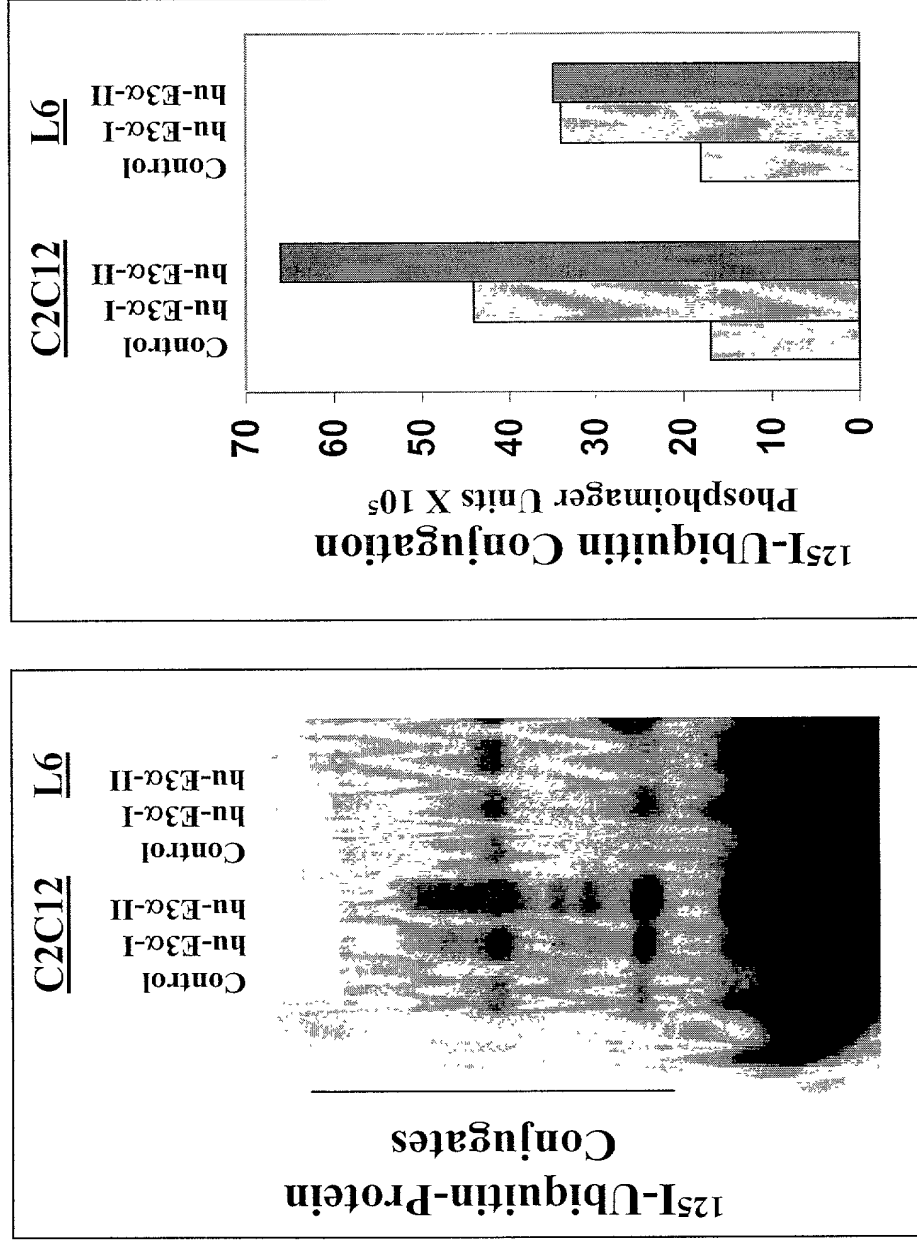 C2C12
L6
Control
hu-E3α-I
hu-E3α-II
Control
hu-E3α-I
hu-E3α-II
¹²⁵I-Ubiquitin-Protein
Conjugates
C2C12
L6
Control
hu-E3α-I
hu-E3α-II
Control
hu-E3α-I
hu-E3α-II
¹²⁵I-Ubiquitin Conjugation
Phosphoimager Units X 10⁵
70
60
50
40
30
20
10
0